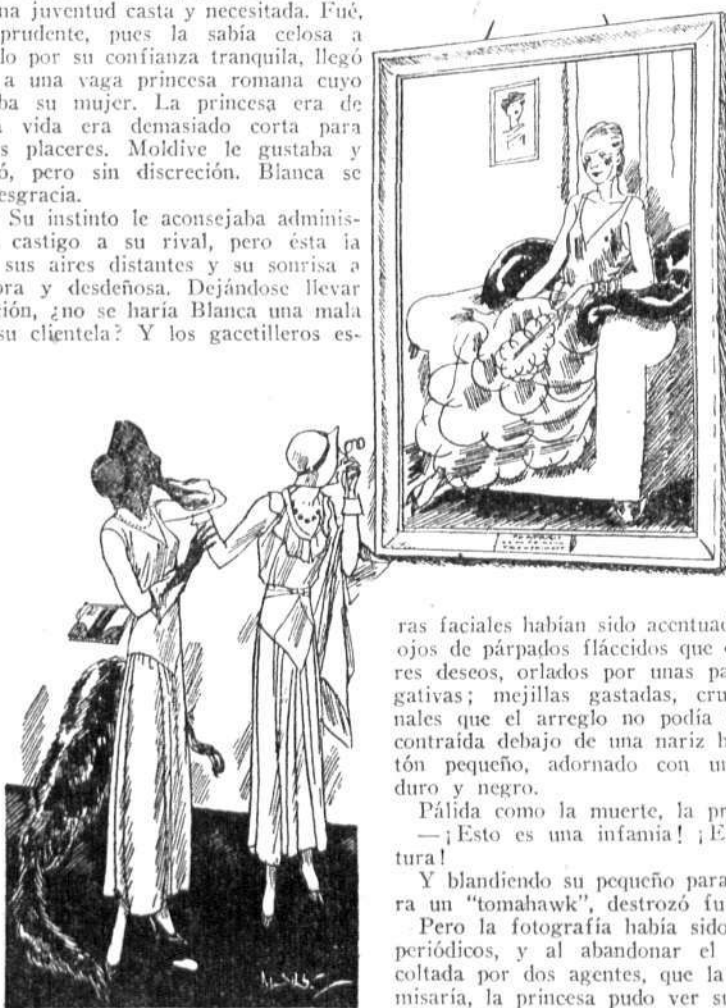 na juventud casta y necesitada. Fué,
prudente, pues la sabía celosa a
lo por su confianza tranquila, llegó
a una vaga princesa romana cuyo
ba su mujer. La princesa era de
vida era demasiado corta para
s placeres. Moldive le gustaba y
ó, pero sin discreción. Blanca se
esgracia.
Su instinto le aconsejaba adminis-
castigo a su rival, pero ésta la
sus aires distantes y su sonrisa a
ora y desdeñosa. Dejándose llevar
ción, ¿no se haría Blanca una mala
su clientela? Y los gacetilleros es-
ras faciales habían sido acentuad
ojos de párpados fláccidos que
res deseos, orlados por unas pa
gativas; mejillas gastadas, cru
nales que el arreglo no podía
contraída debajo de una nariz h
tón pequeño, adornado con un
duro y negro.
Pálida como la muerte, la pr
—¡Esto es una infamia! ¡E
tura!
Y blandiendo su pequeño para
ra un "tomahawk", destrozó fu
Pero la fotografía había sido
periódicos, y al abandonar el
coltada por dos agentes, que la
misaría, la princesa pudo ver su